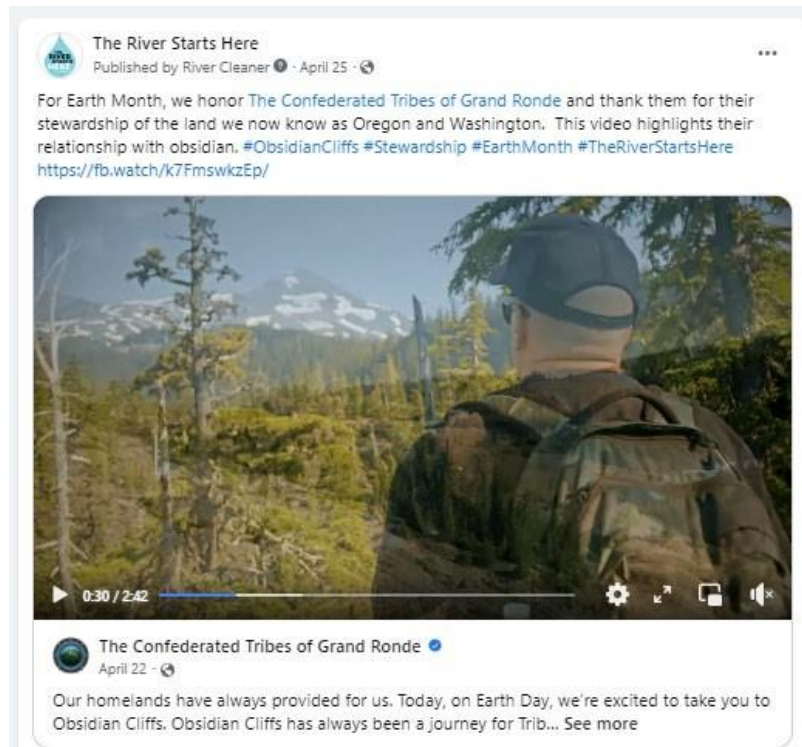 The River Starts Here
Published by River Cleaner · April 25 ·
For Earth Month, we honor The Confederated Tribes of Grand Ronde and thank them for their
stewardship of the land we now know as Oregon and Washington.  This video highlights their
relationship with obsidian. #ObsidianCliffs #Stewardship #EarthMonth #TheRiverStartsHere
https://fb.watch/k7FmswkzEp/
0:30 / 2:42
The Confederated Tribes of Grand Ronde
April 22 ·
Our homelands have always provided for us. Today, on Earth Day, we're excited to take you to
Obsidian Cliffs. Obsidian Cliffs has always been a journey for Trib... See more